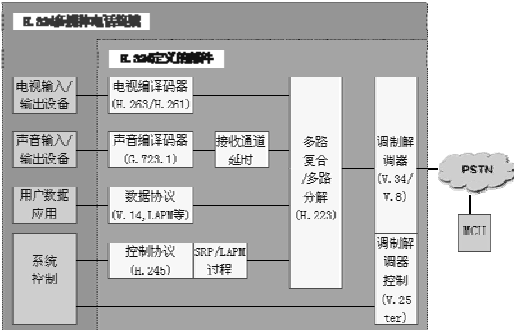 H.324多媒体电话终端
H.324定义的部件
电视输入/
输出设备
电视编译码器
(H.263/H.261)
声音输入/
输出设备
声音编译码器
(G.723.1)
接收通道
延时
用户数据
应用
数据协议
(V.14,LAPM等)
系统
控制
控制协议
(H.245)
SRP/LAPM
过程
多路
复合
/多路
分解
(H.223)
调制解
调器
(V.34/
V.8)
调制解
调器
控制
(V.25
ter)
PSTN
MCU